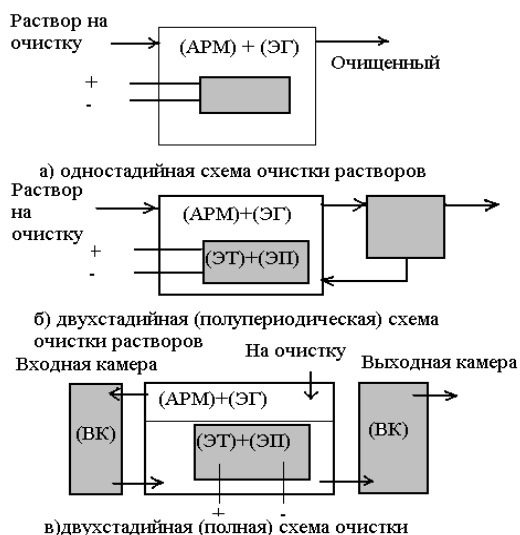 Раствор на
очистку
(АРМ) + (ЭГ)
Очищенный
+
-
а) одностадийная схема очистки растворов
Раствор
на
очистку
(АРМ)+(ЭГ)
+
-
(ЭТ)+(ЭП)
б) двухстадийная (полупериодическая) схема
очистки растворов
На очистку
Входная камера
Выходная камера
(АРМ)+(ЭГ)
(ВК)
(ЭТ)+(ЭП)
(ВК)
+
-
в)двухстадийная (полная) схема очистки